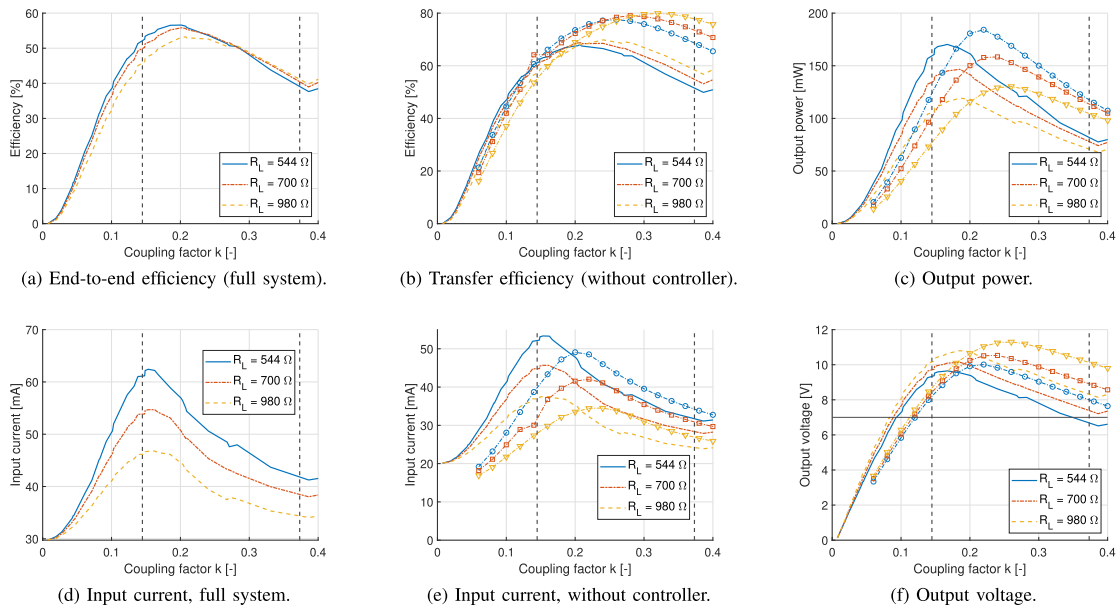 Efficiency [%]
60
50
40
30
20
10
0
0 0.1 0.2 0.3 0.4
Coupling factor k [-]
R_L = 544 Ω
R_L = 700 Ω
R_L = 980 Ω
(a) End-to-end efficiency (full system).
Efficiency [%]
80
60
40
20
0
0 0.1 0.2 0.3 0.4
Coupling factor k [-]
R_L = 544 Ω
R_L = 700 Ω
R_L = 980 Ω
(b) Transfer efficiency (without controller).
Output power [mW]
200
150
100
50
0
0 0.1 0.2 0.3 0.4
Coupling factor k [-]
R_L = 544 Ω
R_L = 700 Ω
R_L = 980 Ω
(c) Output power.
Input current [mA]
70
60
50
40
30
0 0.1 0.2 0.3 0.4
Coupling factor k [-]
R_L = 544 Ω
R_L = 700 Ω
R_L = 980 Ω
(d) Input current, full system.
Input current [mA]
50
40
30
20
10
0
0 0.1 0.2 0.3 0.4
Coupling factor k [-]
R_L = 544 Ω
R_L = 700 Ω
R_L = 980 Ω
(e) Input current, without controller.
Output voltage [V]
12
10
8
6
4
2
0
0 0.1 0.2 0.3 0.4
Coupling factor k [-]
R_L = 544 Ω
R_L = 700 Ω
R_L = 980 Ω
(f) Output voltage.